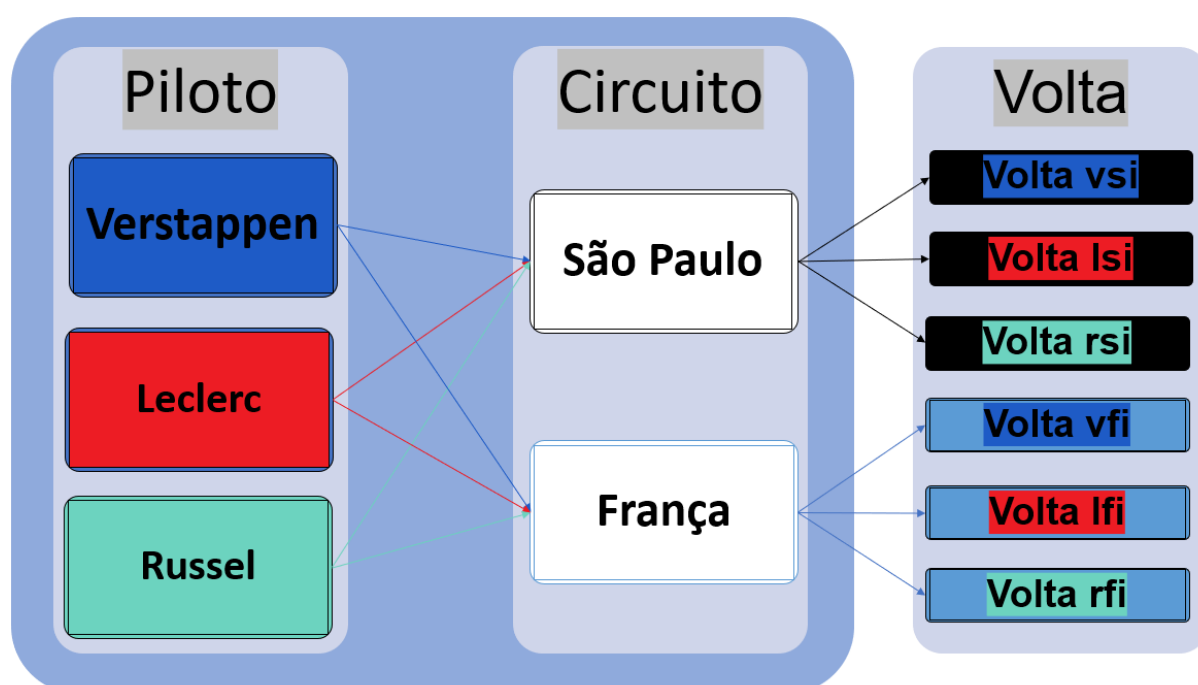 Piloto
Verstappen
Leclerc
Russel
Circuito
São Paulo
França
Volta
Volta vsi
Volta lsi
Volta rsi
Volta vfi
Volta lfi
Volta rfi